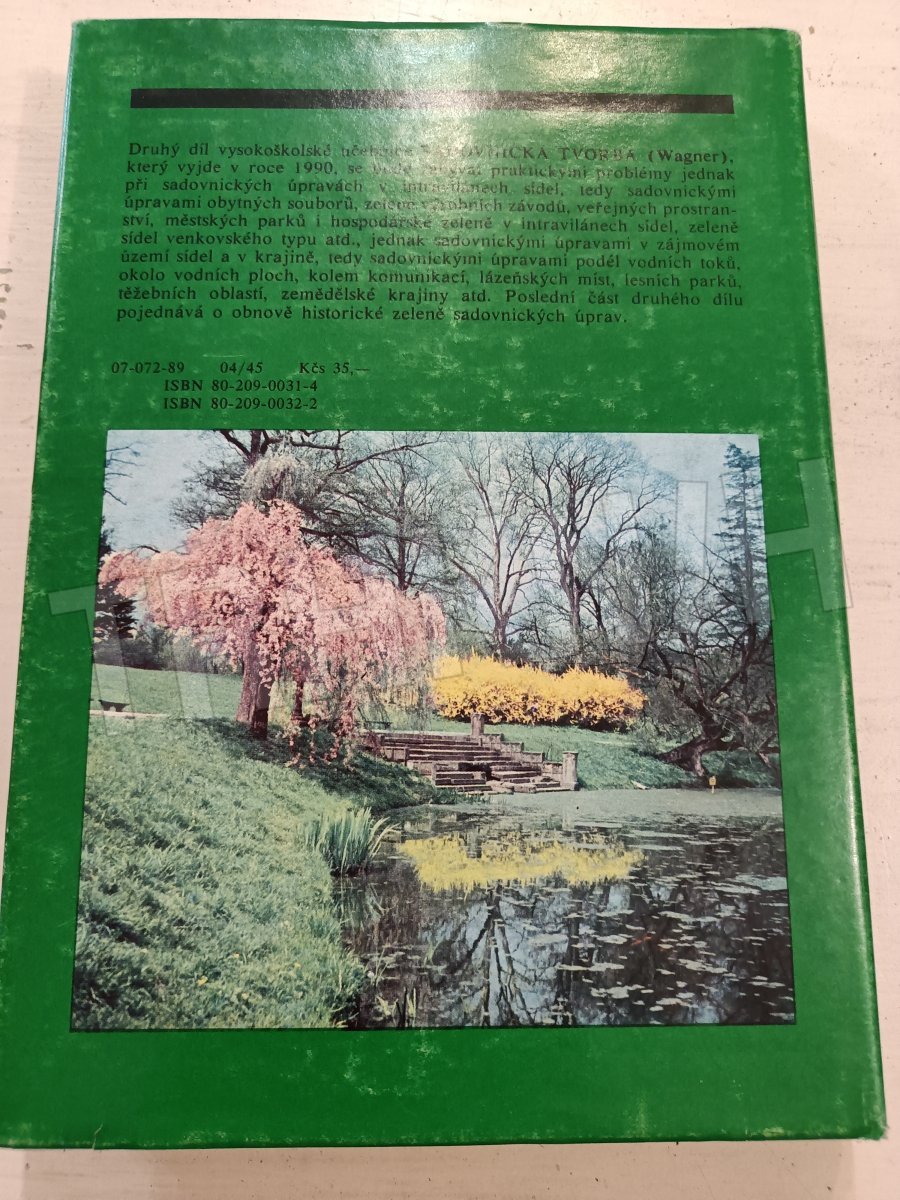 Druhý díl vysokoškolské učebnice SADOVNICKÁ TVORBA (Wagner),
který vyjde v roce 1990, se bude zabývat praktickými problémy jednak
při sadovnických úpravách v intravilánech sídel, tedy sadovnickými
úpravami obytných souborů, zeleně výrobních závodů, veřejných prostran-
ství, městských parků i hospodářské zeleně v intravilánech sídel, zeleně
sídel venkovského typu atd., jednak sadovnickými úpravami v zájmovém
území sídel a v krajině, tedy sadovnickými úpravami podél vodních toků,
okolo vodních ploch, kolem komunikací, lázeňských míst, lesních parků,
těžebních oblastí, zemědělské krajiny atd. Poslední část druhého dílu
pojednává o obnově historické zeleně sadovnických úprav.
07-072-89 04/45 Kčs 35,—
ISBN 80-209-0031-4
ISBN 80-209-0032-2